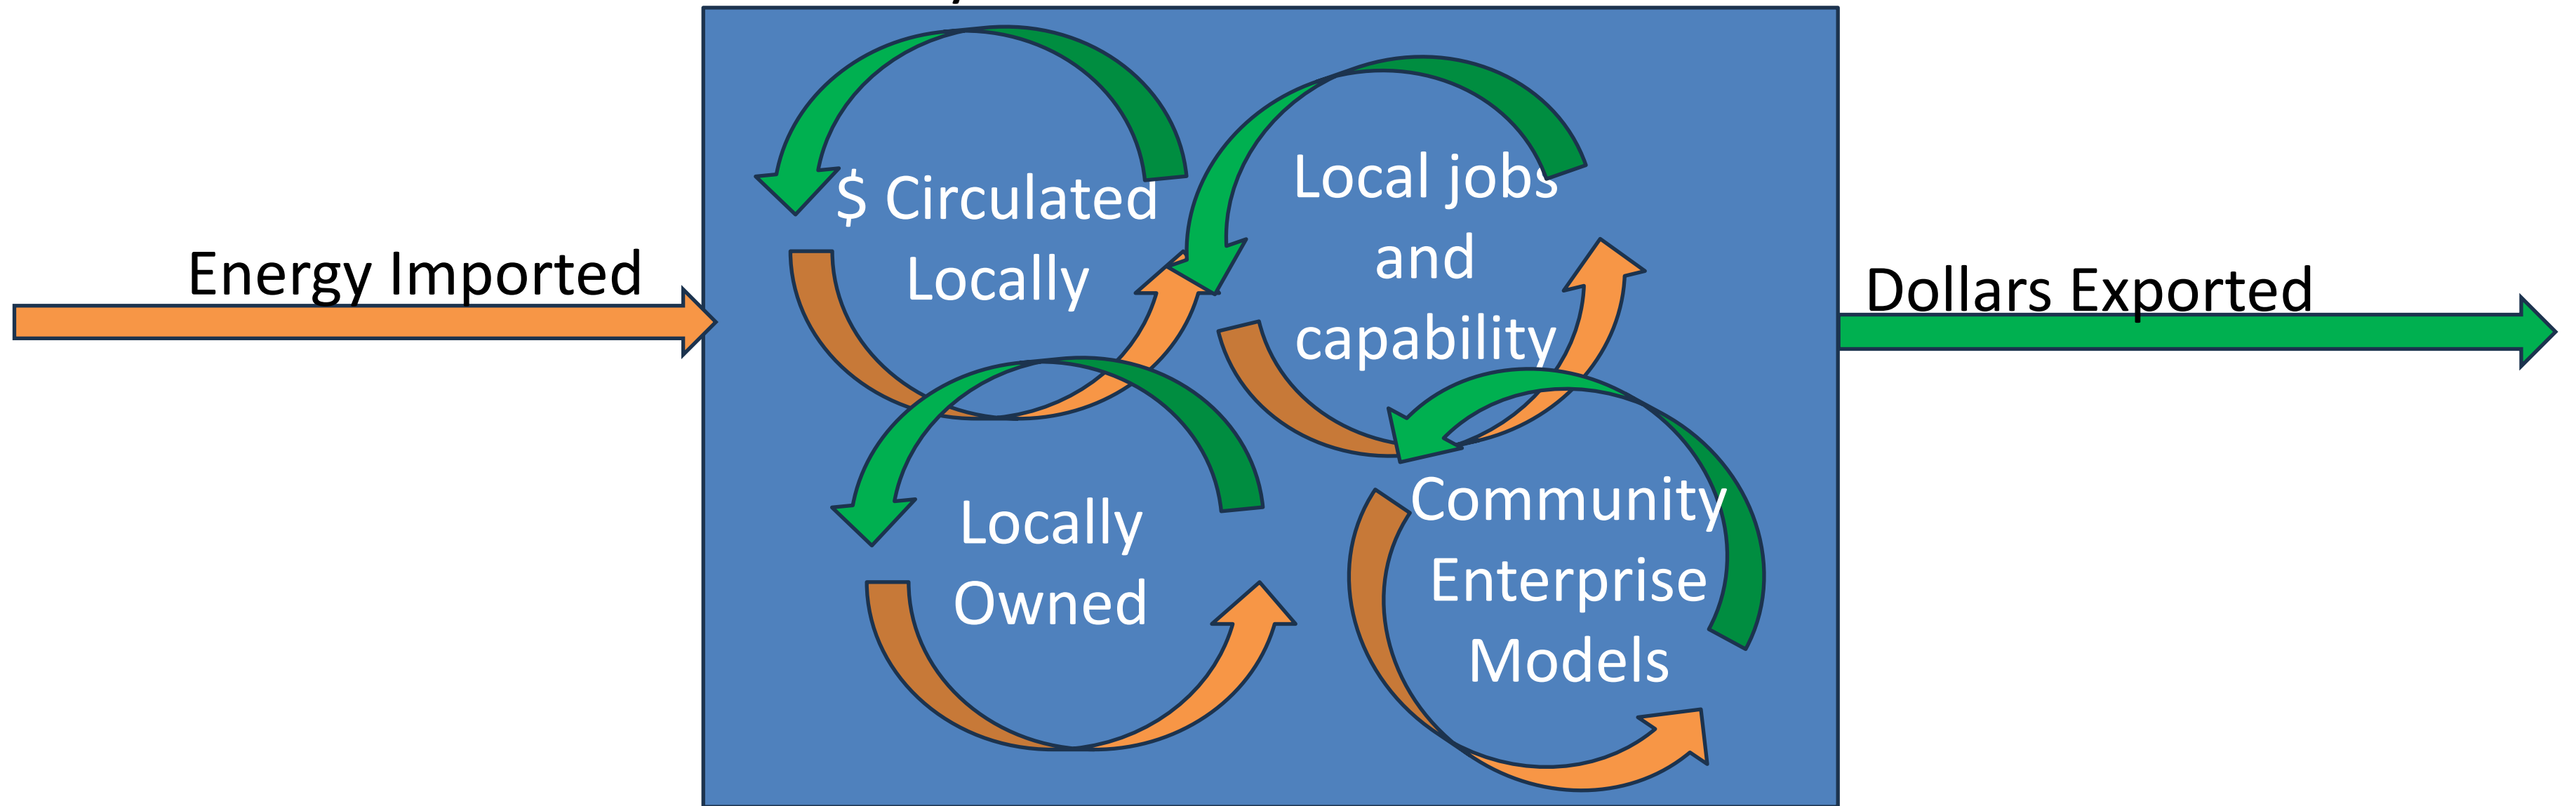 Energy Imported
$ Circulated
Locally
Local jobs
and
capability
Locally
Owned
Community
Enterprise
Models
Dollars Exported